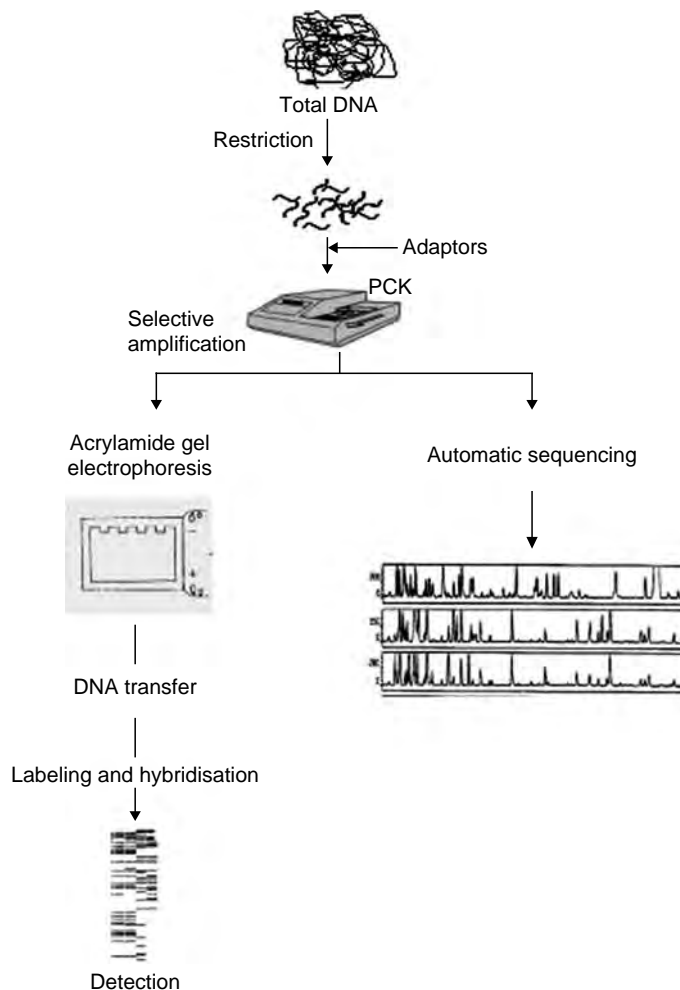 Total DNA
Restriction
Adaptors
PCK
Selective
amplification
Acrylamide gel
electrophoresis
Automatic sequencing
DNA transfer
Labeling and hybridisation
Detection